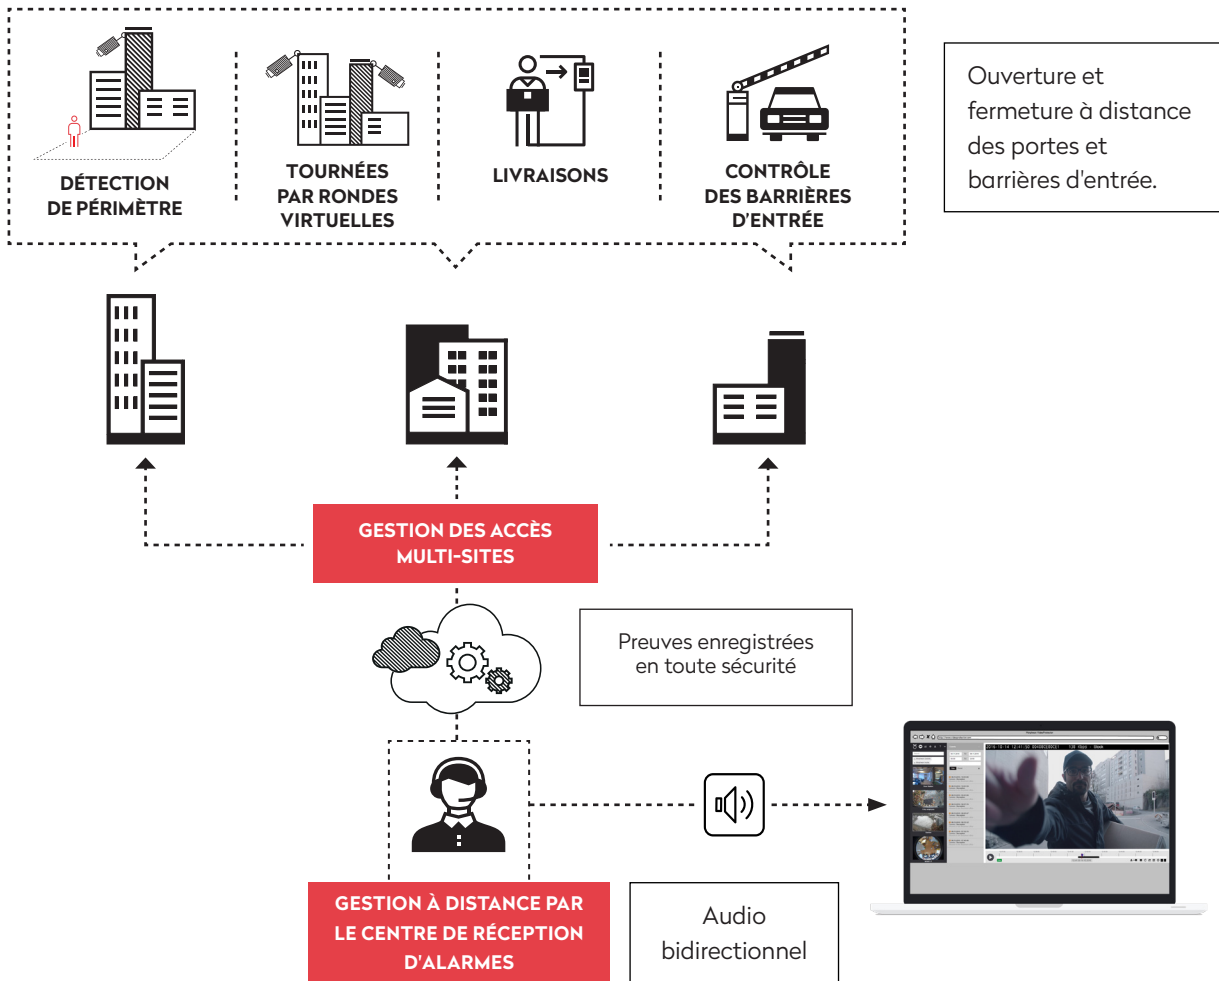 DÉTECTION
DE PÉRIMÈTRE
TOURNÉES
PAR RONDES
VIRTUELLES
LIVRAISONS
CONTRÔLE
DES BARRIÈRES
D'ENTRÉE
Ouverture et
fermeture à distance
des portes et
barrières d'entrée.
GESTION DES ACCÈS
MULTI-SITES
Preuves enregistrées
en toute sécurité
GESTION À DISTANCE PAR
LE CENTRE DE RÉCEPTION
D'ALARMES
Audio
bidirectionnel